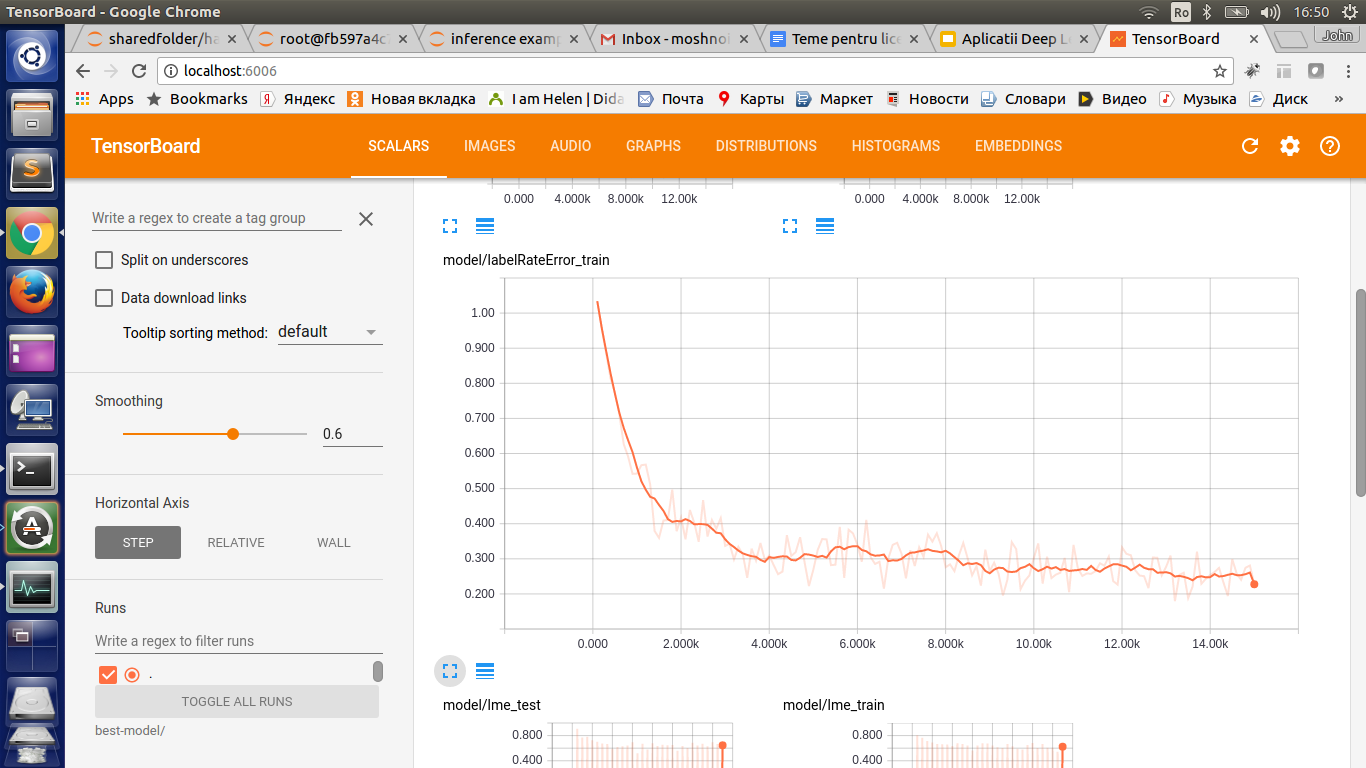 TensorBoard - Google Chrome
Ro
16:50
sharedfolder/ha
root@fb597a4c
inference examp
Inbox - moshnoi
Teme pentru lice
Aplicatii Deep L
TensorBoard
John
localhost:6006
Apps
Bookmarks
Яндекс
Новая вкладка
I am Helen | Dida
Почта
Карты
Маркет
Новости
Словари
Видео
Музыка
Диск
»
TensorBoard
SCALARS
IMAGES
AUDIO
GRAPHS
DISTRIBUTIONS
HISTOGRAMS
EMBEDDINGS
Write a regex to create a tag group
Split on underscores
Data download links
Tooltip sorting method: default
Smoothing
0.6
Horizontal Axis
STEP
RELATIVE
WALL
Runs
Write a regex to filter runs
.
TOGGLE ALL RUNS
best-model/
0.000 4.000k 8.000k 12.00k
0.000 4.000k 8.000k 12.00k
model/labelRateError_train
1.00
0.900
0.800
0.700
0.600
0.500
0.400
0.300
0.200
0.000 2.000k 4.000k 6.000k 8.000k 10.00k 12.00k 14.00k
model/lme_test
0.800
0.400
model/lme_train
0.800
0.400